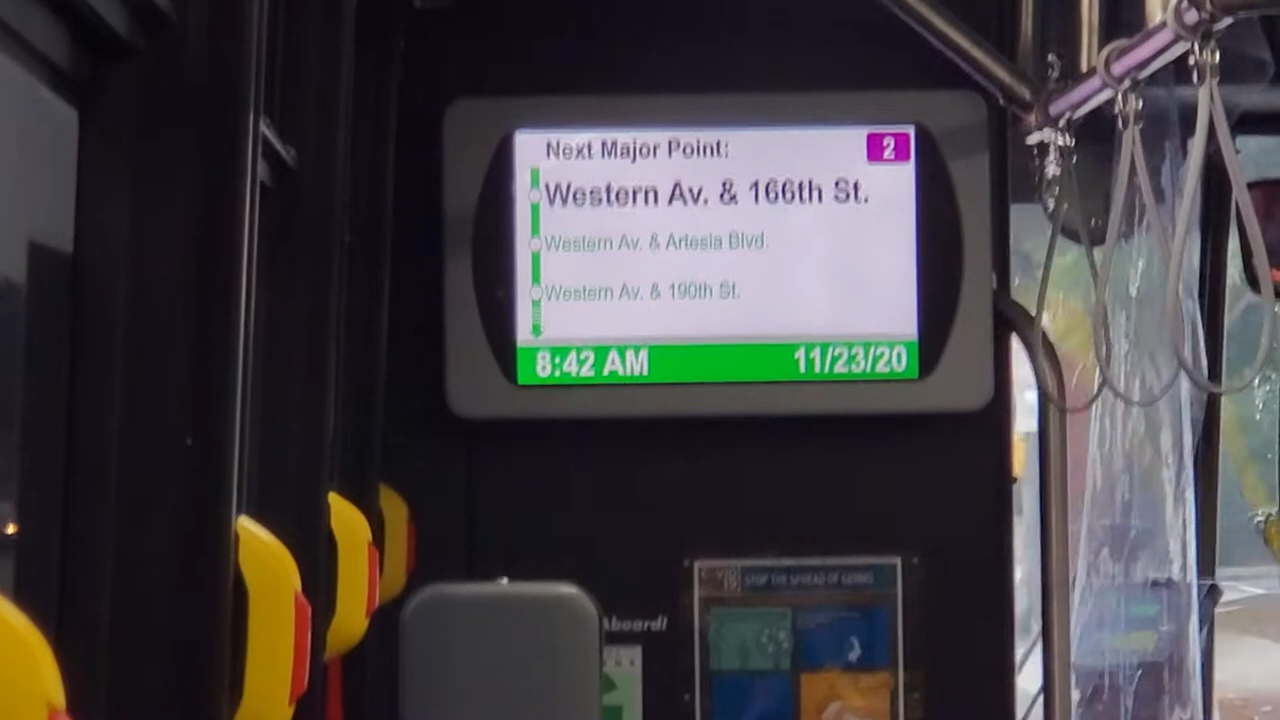 Next Major Point:
2
Western Av. & 166th St.
Western Av. & Artesia Blvd.
Western Av. & 190th St.
8:42 AM
11/23/20
STOP THE SPREAD OF GERMS
Aboard!